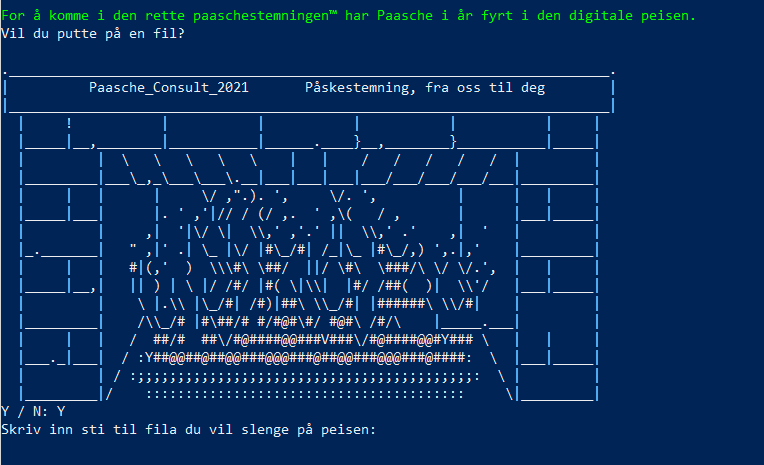 For å komme i den rette paaschestemningen™ har Paasche i år fyrt i den digitale peisen.
Vil du putte på en fil?
Paasche_Consult_2021 Påskestemning, fra oss til deg
Y / N: Y
Skriv inn sti til fila du vil slenge på peisen: